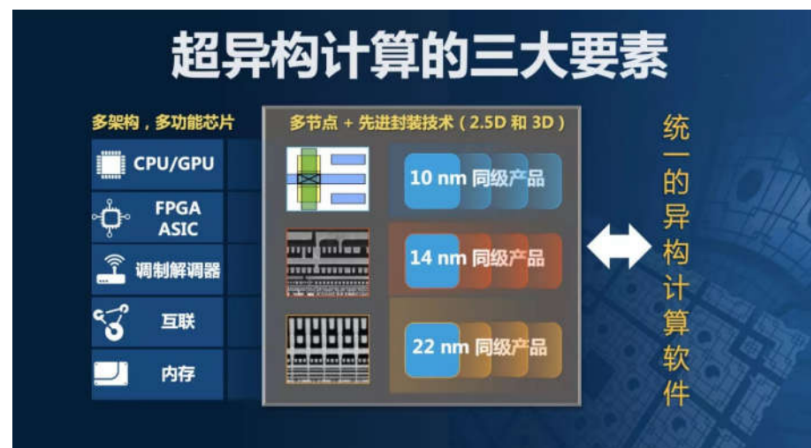 超异构计算的三大要素
多架构，多功能芯片
CPU/GPU
FPGA
ASIC
调制解调器
互联
内存
多节点 + 先进封装技术（2.5D 和 3D）
10 nm 同级产品
14 nm 同级产品
22 nm 同级产品
统一的异构计算软件